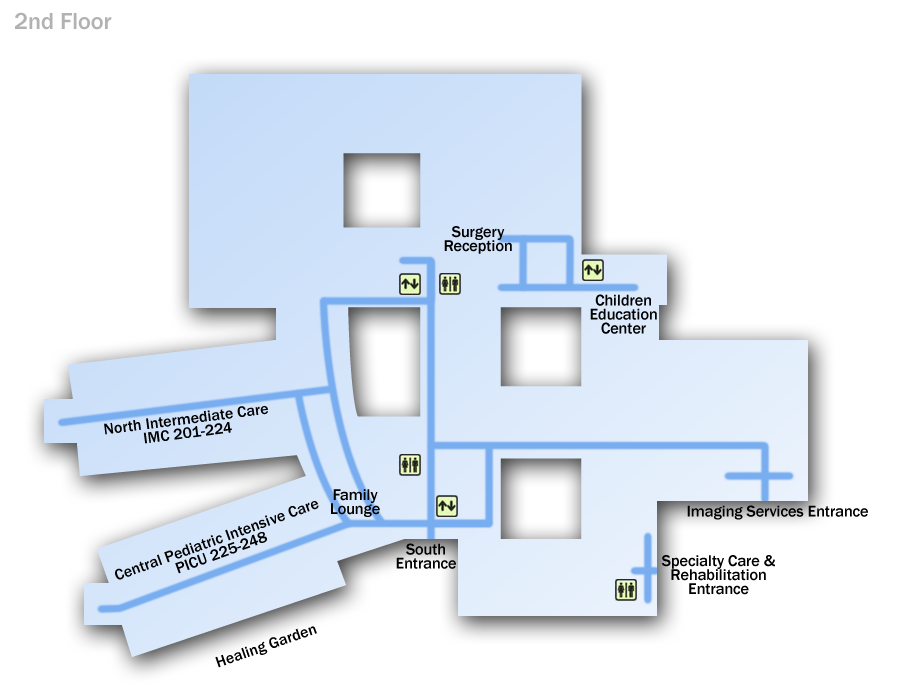 2nd Floor
Surgery
Reception
Children
Education
Center
North Intermediate Care
IMC 201-224
Family
Lounge
Central Pediatric Intensive Care
PICU 225-248
Imaging Services Entrance
South
Entrance
Specialty Care &
Rehabilitation
Entrance
Healing Garden